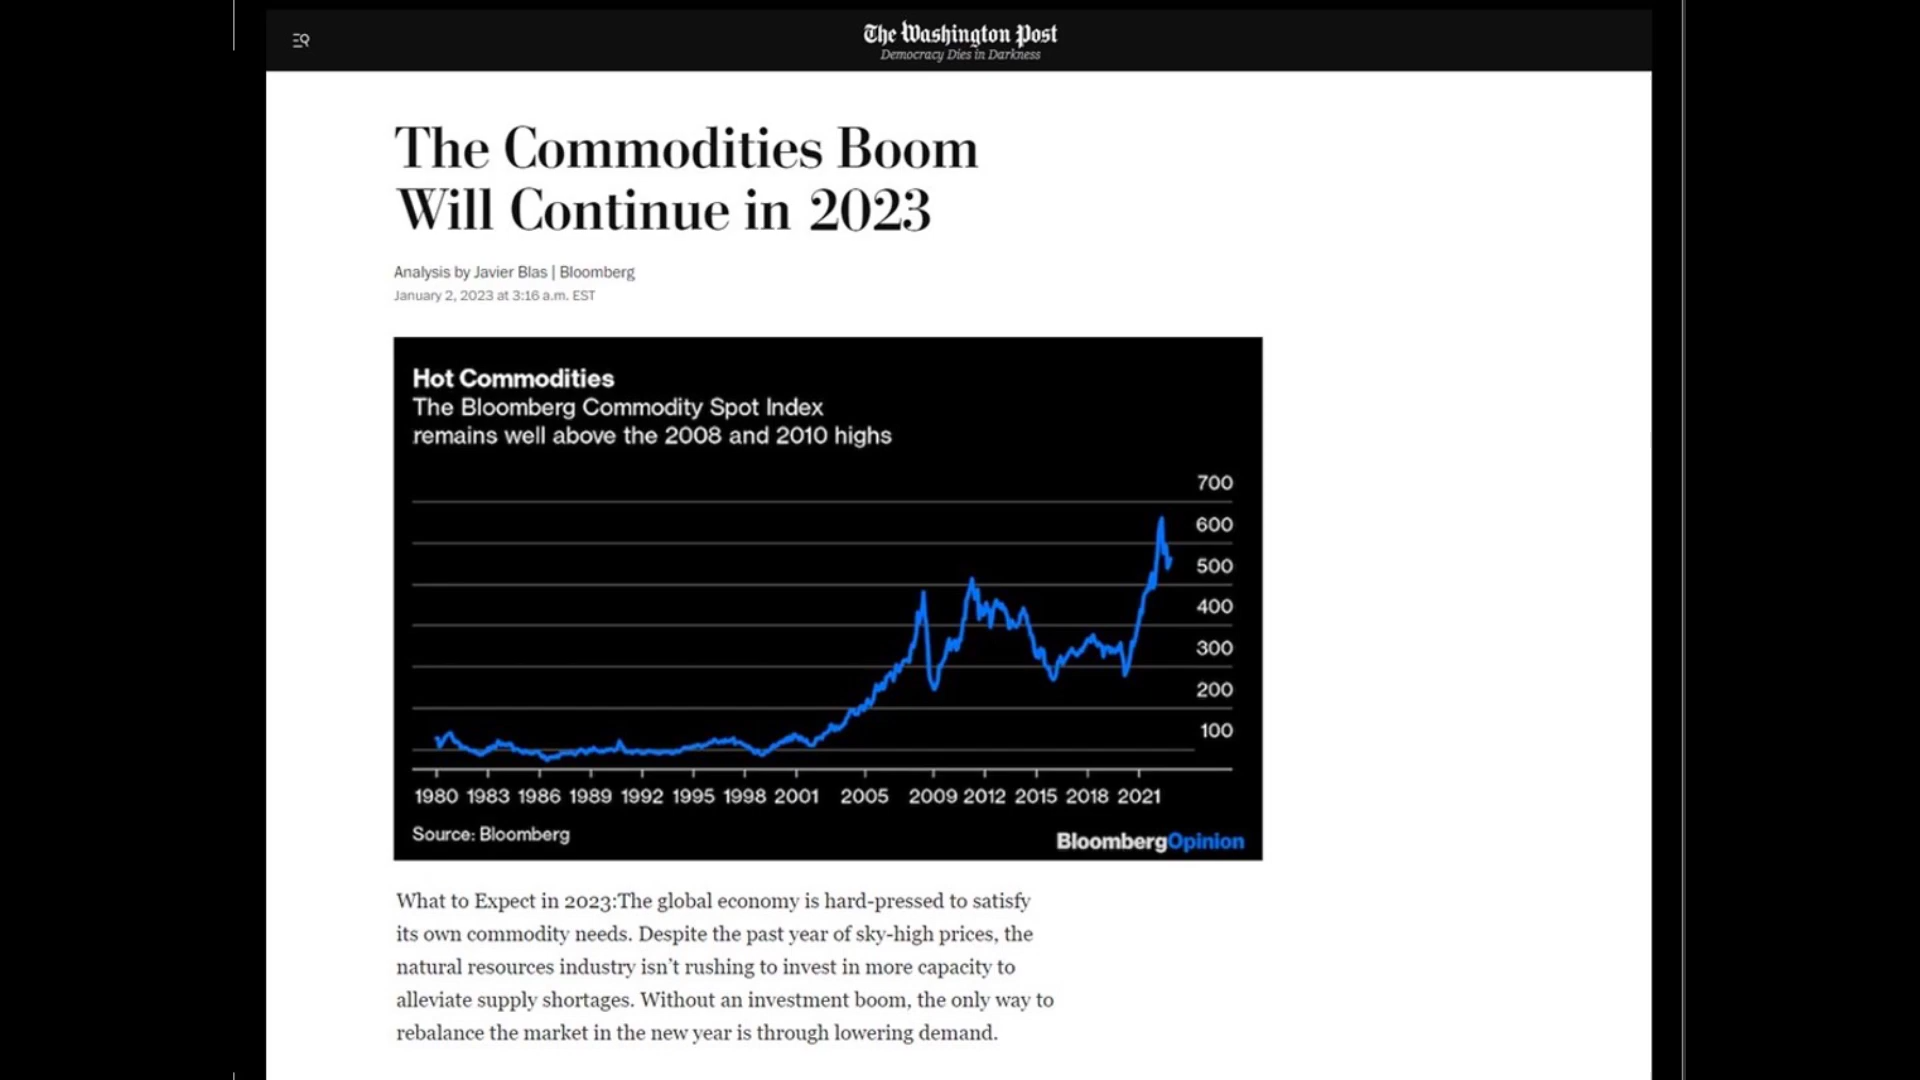 The Washington Post
Democracy Dies in Darkness
The Commodities Boom
Will Continue in 2023
Analysis by Javier Blas | Bloomberg
January 2, 2023 at 3:16 a.m. EST
Hot Commodities
The Bloomberg Commodity Spot Index
remains well above the 2008 and 2010 highs
700
600
500
400
300
200
100
1980 1983 1986 1989 1992 1995 1998 2001 2005 2009 2012 2015 2018 2021
Source: Bloomberg
BloombergOpinion
What to Expect in 2023:The global economy is hard-pressed to satisfy
its own commodity needs. Despite the past year of sky-high prices, the
natural resources industry isn’t rushing to invest in more capacity to
alleviate supply shortages. Without an investment boom, the only way to
rebalance the market in the new year is through lowering demand.